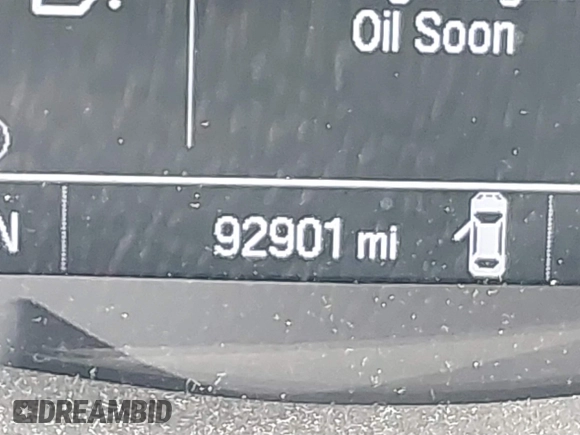 Oil Soon
N
92901 mi
DREAMBID